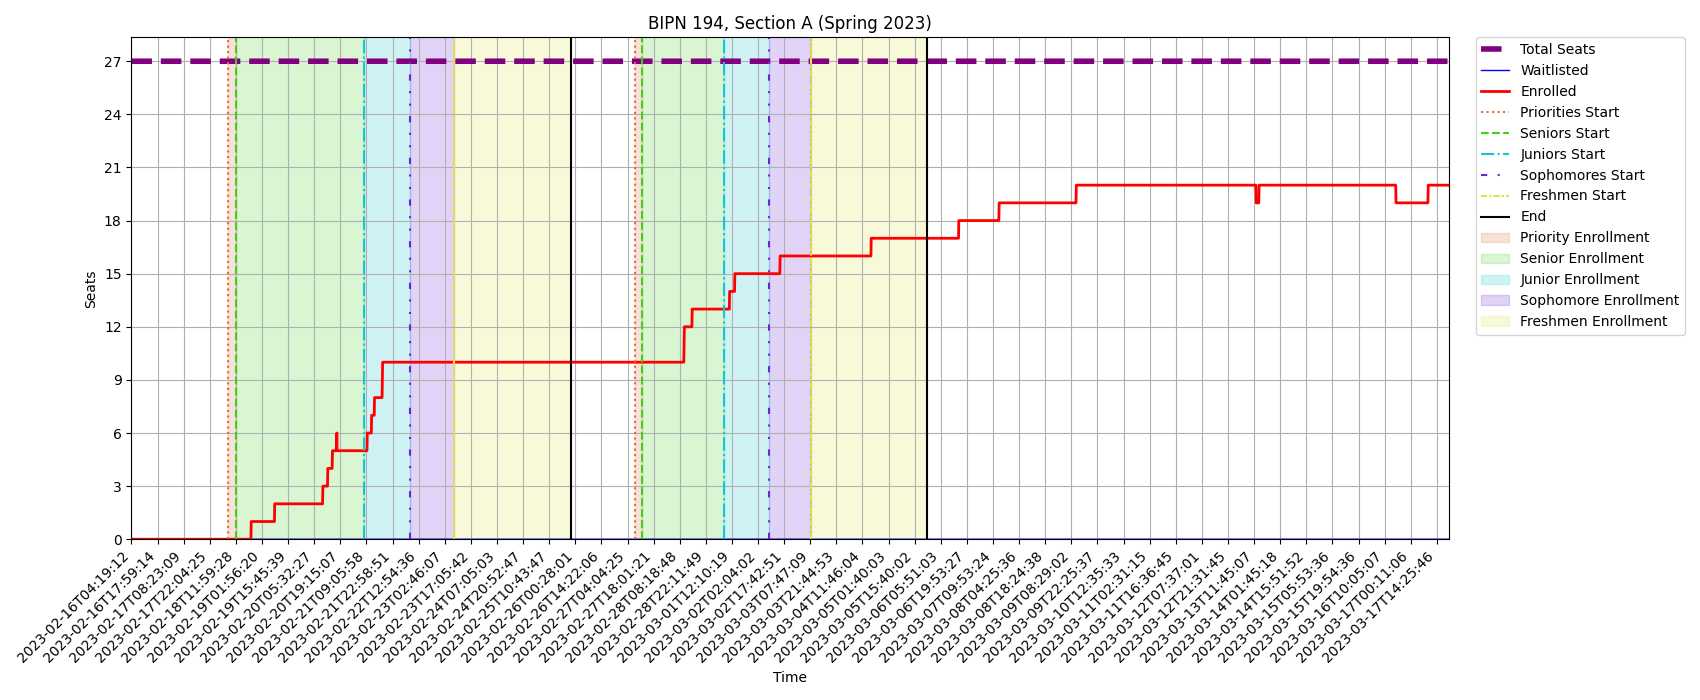 BIPN 194, Section A (Spring 2023)
Seats
27
24
21
18
15
12
9
6
3
0
2023-02-16T04:19:12
2023-02-16T17:59:14
2023-02-17T08:23:09
2023-02-17T22:04:25
2023-02-18T11:59:28
2023-02-19T01:56:20
2023-02-19T15:45:39
2023-02-20T05:32:27
2023-02-20T19:15:07
2023-02-21T09:05:58
2023-02-21T22:58:51
2023-02-22T12:54:36
2023-02-23T02:46:07
2023-02-23T17:05:42
2023-02-24T07:05:03
2023-02-24T20:52:47
2023-02-25T10:43:47
2023-02-26T00:28:01
2023-02-26T14:22:06
2023-02-27T04:04:25
2023-02-27T18:01:21
2023-02-28T08:18:48
2023-02-28T22:11:49
2023-03-01T12:10:19
2023-03-02T02:04:02
2023-03-02T17:42:51
2023-03-03T07:47:09
2023-03-03T21:44:53
2023-03-04T11:46:04
2023-03-05T01:40:03
2023-03-05T15:40:02
2023-03-06T05:51:03
2023-03-06T19:53:27
2023-03-07T09:53:24
2023-03-08T04:25:36
2023-03-08T18:24:38
2023-03-09T08:29:02
2023-03-09T22:25:37
2023-03-10T12:35:33
2023-03-11T02:31:15
2023-03-11T16:36:45
2023-03-12T07:37:01
2023-03-12T21:31:45
2023-03-13T11:45:07
2023-03-14T01:45:18
2023-03-14T15:51:52
2023-03-15T05:53:36
2023-03-15T19:54:36
2023-03-16T10:05:07
2023-03-17T00:11:06
2023-03-17T14:25:46
Time
Total Seats
Waitlisted
Enrolled
Priorities Start
Seniors Start
Juniors Start
Sophomores Start
Freshmen Start
End
Priority Enrollment
Senior Enrollment
Junior Enrollment
Sophomore Enrollment
Freshmen Enrollment